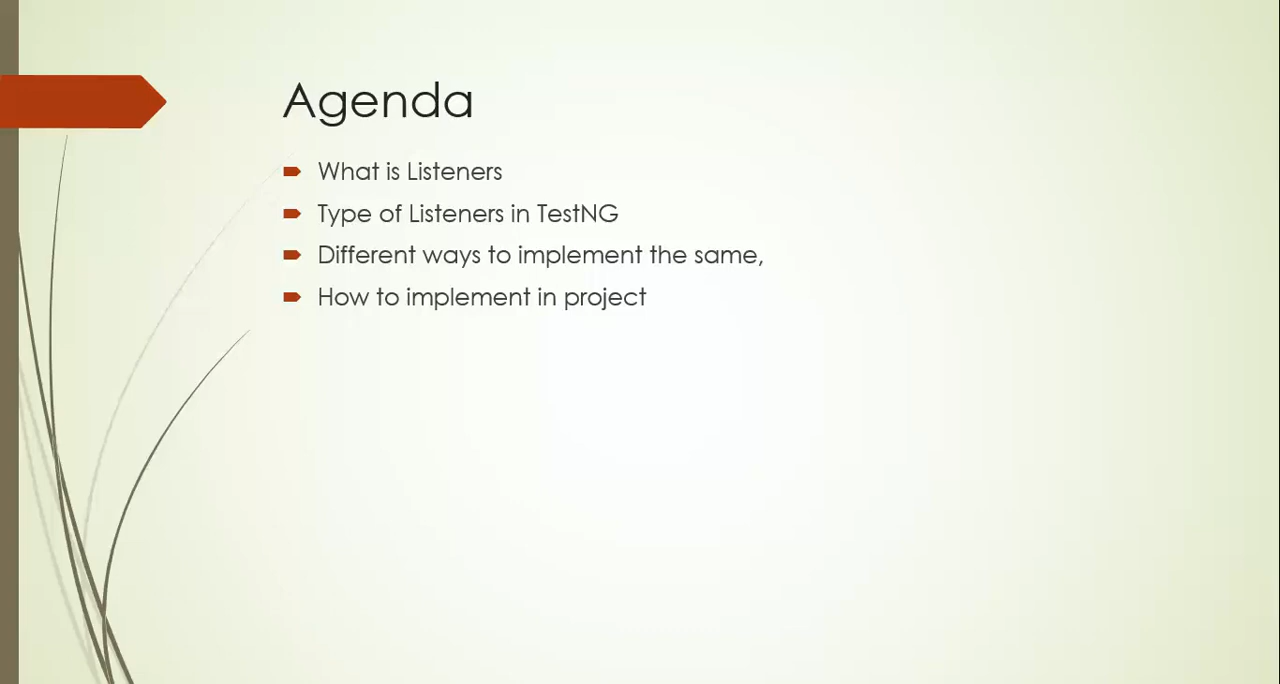 Agenda
What is Listeners
Type of Listeners in TestNG
Different ways to implement the same,
How to implement in project